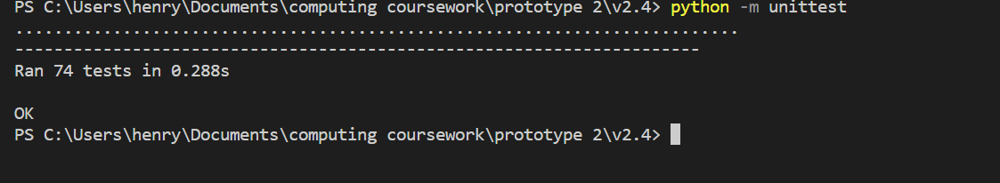 PS C:\Users\henry\Documents\computing coursework\prototype 2\v2.4> python -m unittest
..........................................................................
----------------------------------------------------------------------
Ran 74 tests in 0.288s
OK
PS C:\Users\henry\Documents\computing coursework\prototype 2\v2.4>